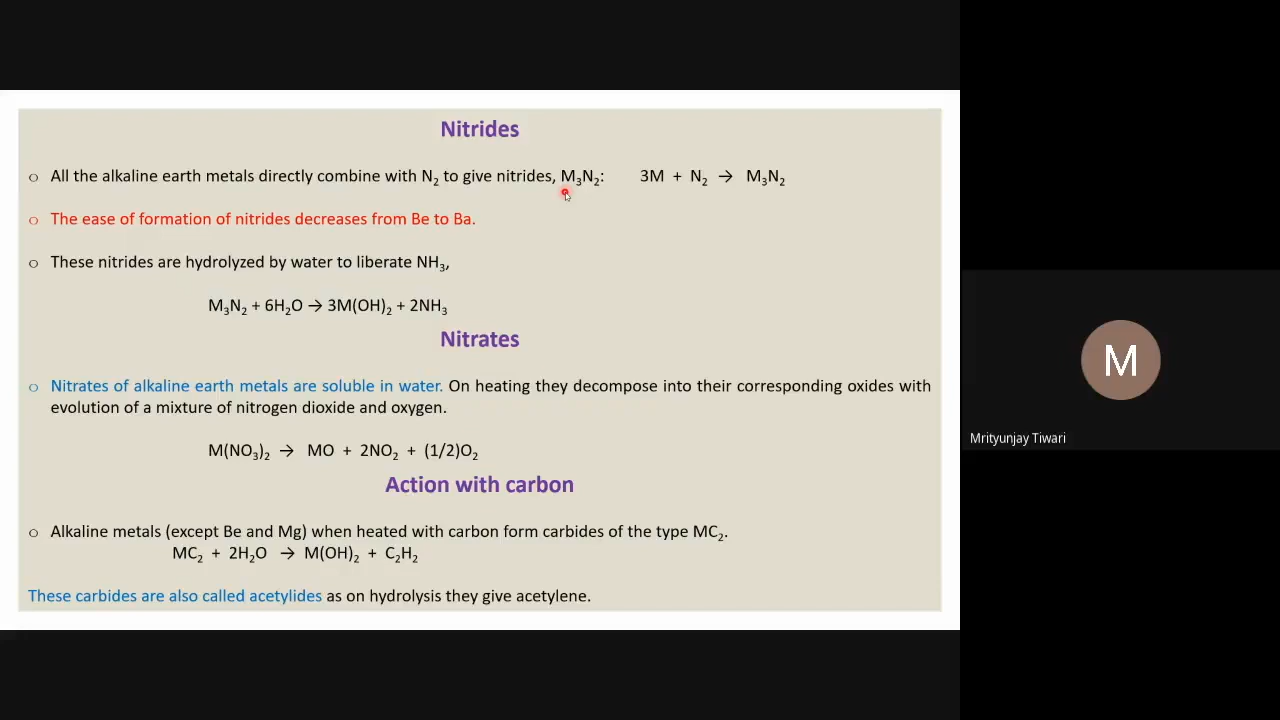 Nitrides
o All the alkaline earth metals directly combine with N₂ to give nitrides, M₃N₂: 3M + N₂ → M₃N₂
o The ease of formation of nitrides decreases from Be to Ba.
o These nitrides are hydrolyzed by water to liberate NH₃,
M₃N₂ + 6H₂O → 3M(OH)₂ + 2NH₃
Nitrates
o Nitrates of alkaline earth metals are soluble in water. On heating they decompose into their corresponding oxides with
evolution of a mixture of nitrogen dioxide and oxygen.
M(NO₃)₂ → MO + 2NO₂ + (1/2)O₂
Action with carbon
o Alkaline metals (except Be and Mg) when heated with carbon form carbides of the type MC₂.
MC₂ + 2H₂O → M(OH)₂ + C₂H₂
These carbides are also called acetylides as on hydrolysis they give acetylene.
M
Mrityunjay Tiwari